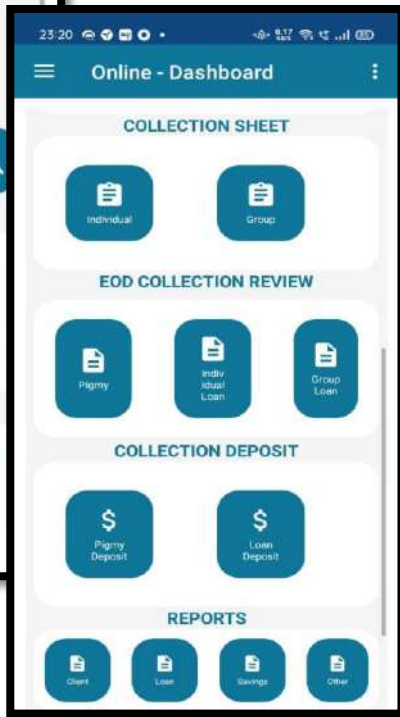 23:20
Online - Dashboard
COLLECTION SHEET
Individual
Group
EOD COLLECTION REVIEW
Pigmy
Indiv
idual
Loan
Group
Loan
COLLECTION DEPOSIT
Pigmy
Deposit
Loan
Deposit
REPORTS
Client
Loan
Savings
Other